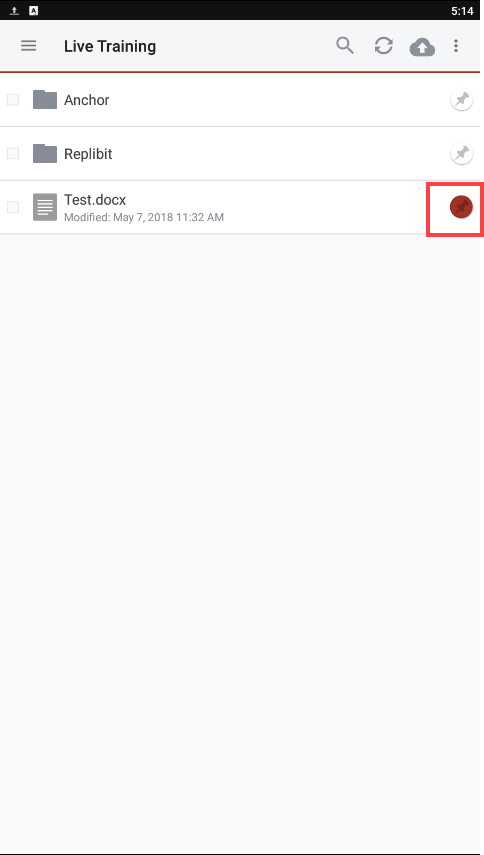 A
5:14
Live Training
Anchor
Replibit
Test.docx
Modified: May 7, 2018 11:32 AM